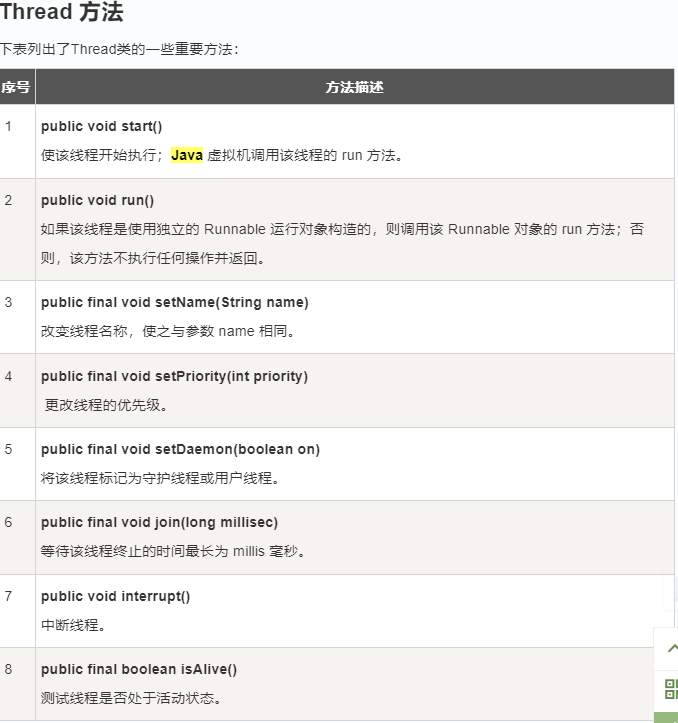 Thread 方法
下表列出了Thread类的一些重要方法：
序号 方法描述
1 public void start()
使该线程开始执行；Java 虚拟机调用该线程的 run 方法。
2 public void run()
如果该线程是使用独立的 Runnable 运行对象构造的，则调用该 Runnable 对象的 run 方法；否
则，该方法不执行任何操作并返回。
3 public final void setName(String name)
改变线程名称，使之与参数 name 相同。
4 public final void setPriority(int priority)
更改线程的优先级。
5 public final void setDaemon(boolean on)
将该线程标记为守护线程或用户线程。
6 public final void join(long millisec)
等待该线程终止的时间最长为 millis 毫秒。
7 public void interrupt()
中断线程。
8 public final boolean isAlive()
测试线程是否处于活动状态。